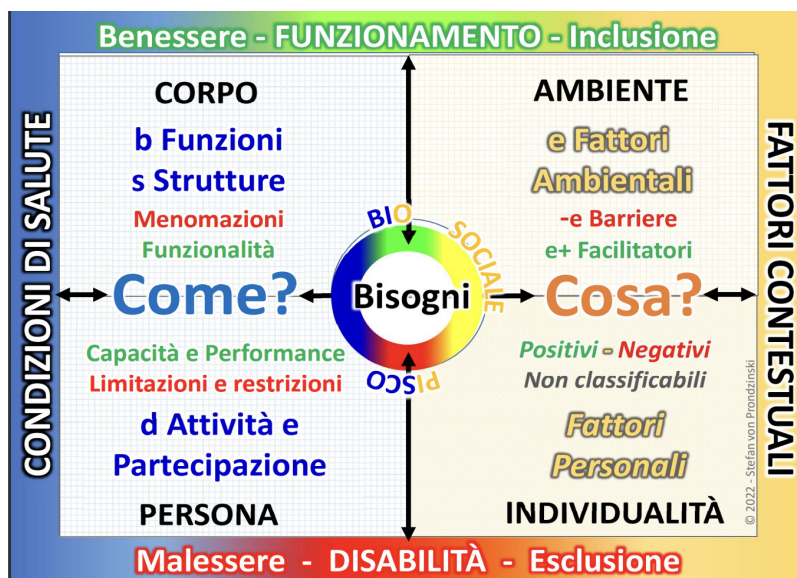 Benessere - FUNZIONAMENTO - Inclusione
CONDIZIONI DI SALUTE
CORPO
b Funzioni
s Strutture
Menomazioni
Funzionalità
Come?
Capacità e Performance
Limitazioni e restrizioni
d Attività e
Partecipazione
PERSONA
BIO
SOCIALE
Bisogni
PISCO
AMBIENTE
e Fattori
Ambientali
-e Barriere
e+ Facilitatori
Cosa?
Positivi - Negativi
Non classificabili
Fattori
Personali
INDIVIDUALITÀ
FATTORI CONTESTUALI
© 2022 - Stefan von Prondzinski
Malessere - DISABILITÀ - Esclusione